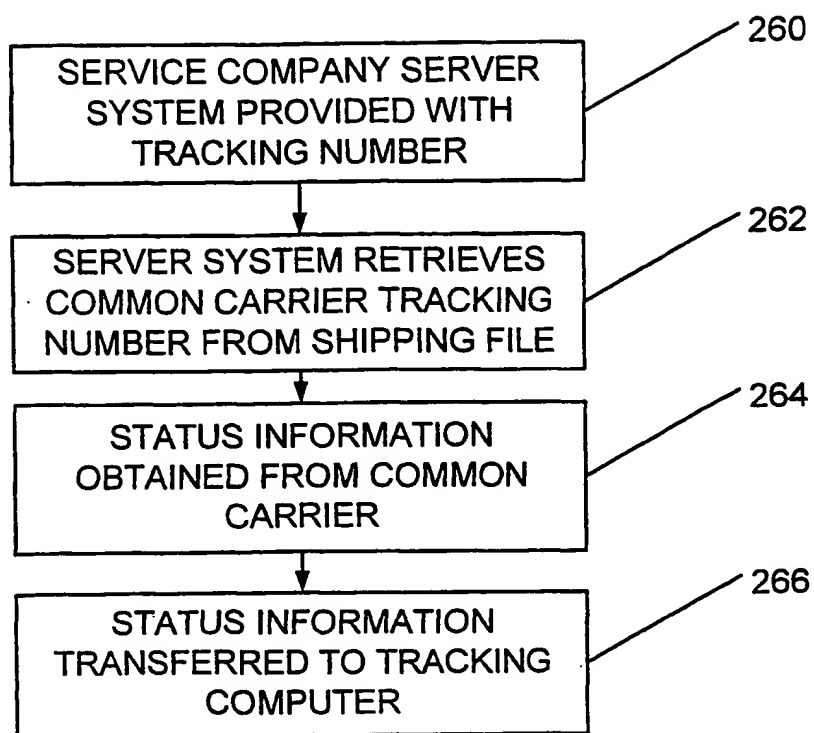 260
SERVICE COMPANY SERVER
SYSTEM PROVIDED WITH
TRACKING NUMBER
262
SERVER SYSTEM RETRIEVES
COMMON CARRIER TRACKING
NUMBER FROM SHIPPING FILE
264
STATUS INFORMATION
OBTAINED FROM COMMON
CARRIER
266
STATUS INFORMATION
TRANSFERRED TO TRACKING
COMPUTER